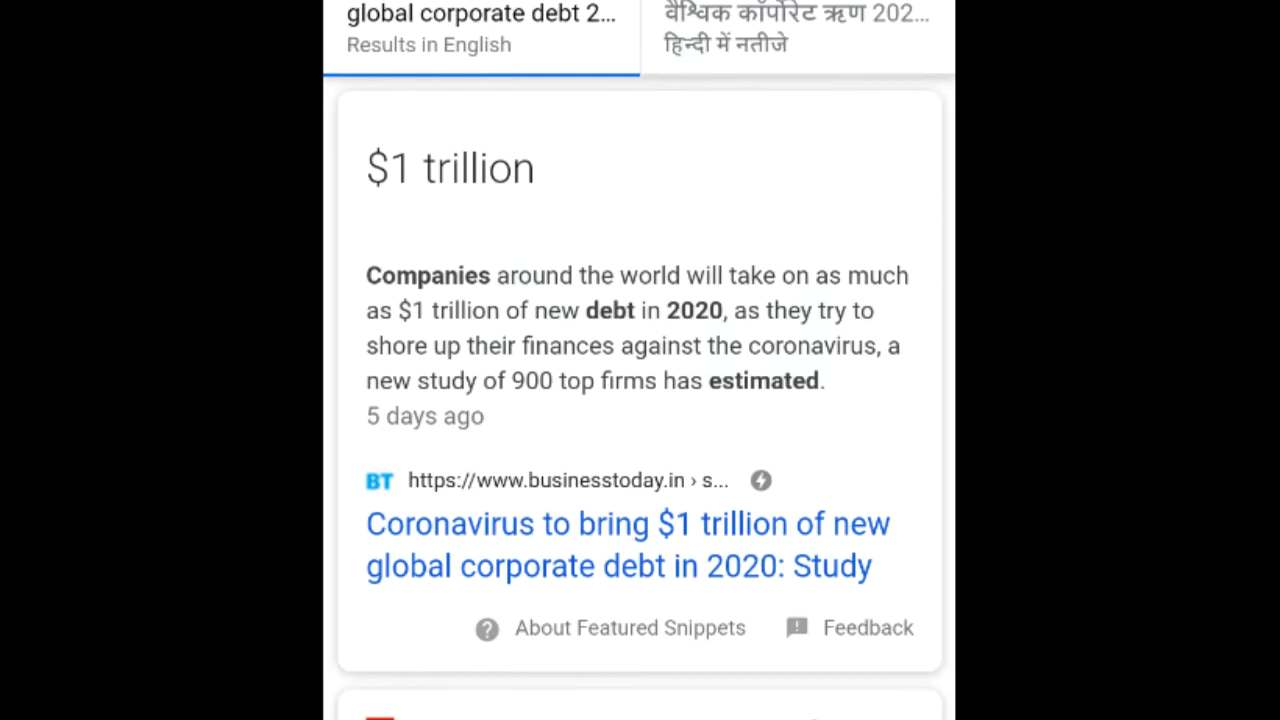 global corporate debt 2...
Results in English
वैश्विक कॉर्पोरेट ऋण 202...
हिन्दी में नतीजे
$1 trillion
Companies around the world will take on as much
as $1 trillion of new debt in 2020, as they try to
shore up their finances against the coronavirus, a
new study of 900 top firms has estimated.
5 days ago
BT https://www.businesstoday.in › s...
Coronavirus to bring $1 trillion of new
global corporate debt in 2020: Study
About Featured Snippets Feedback